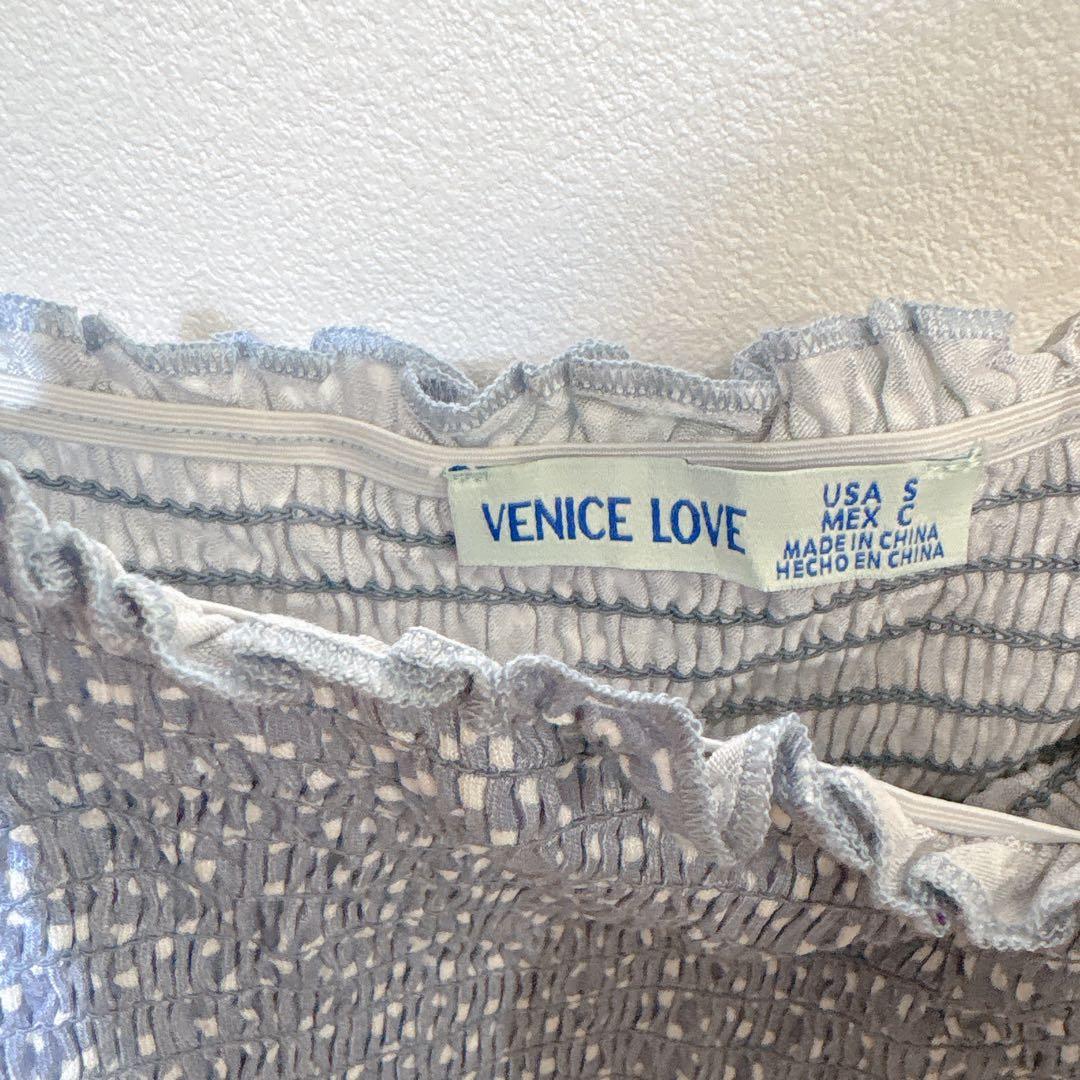 VENICE LOVE
USA S
MEX C
MADE IN CHINA
HECHO EN CHINA